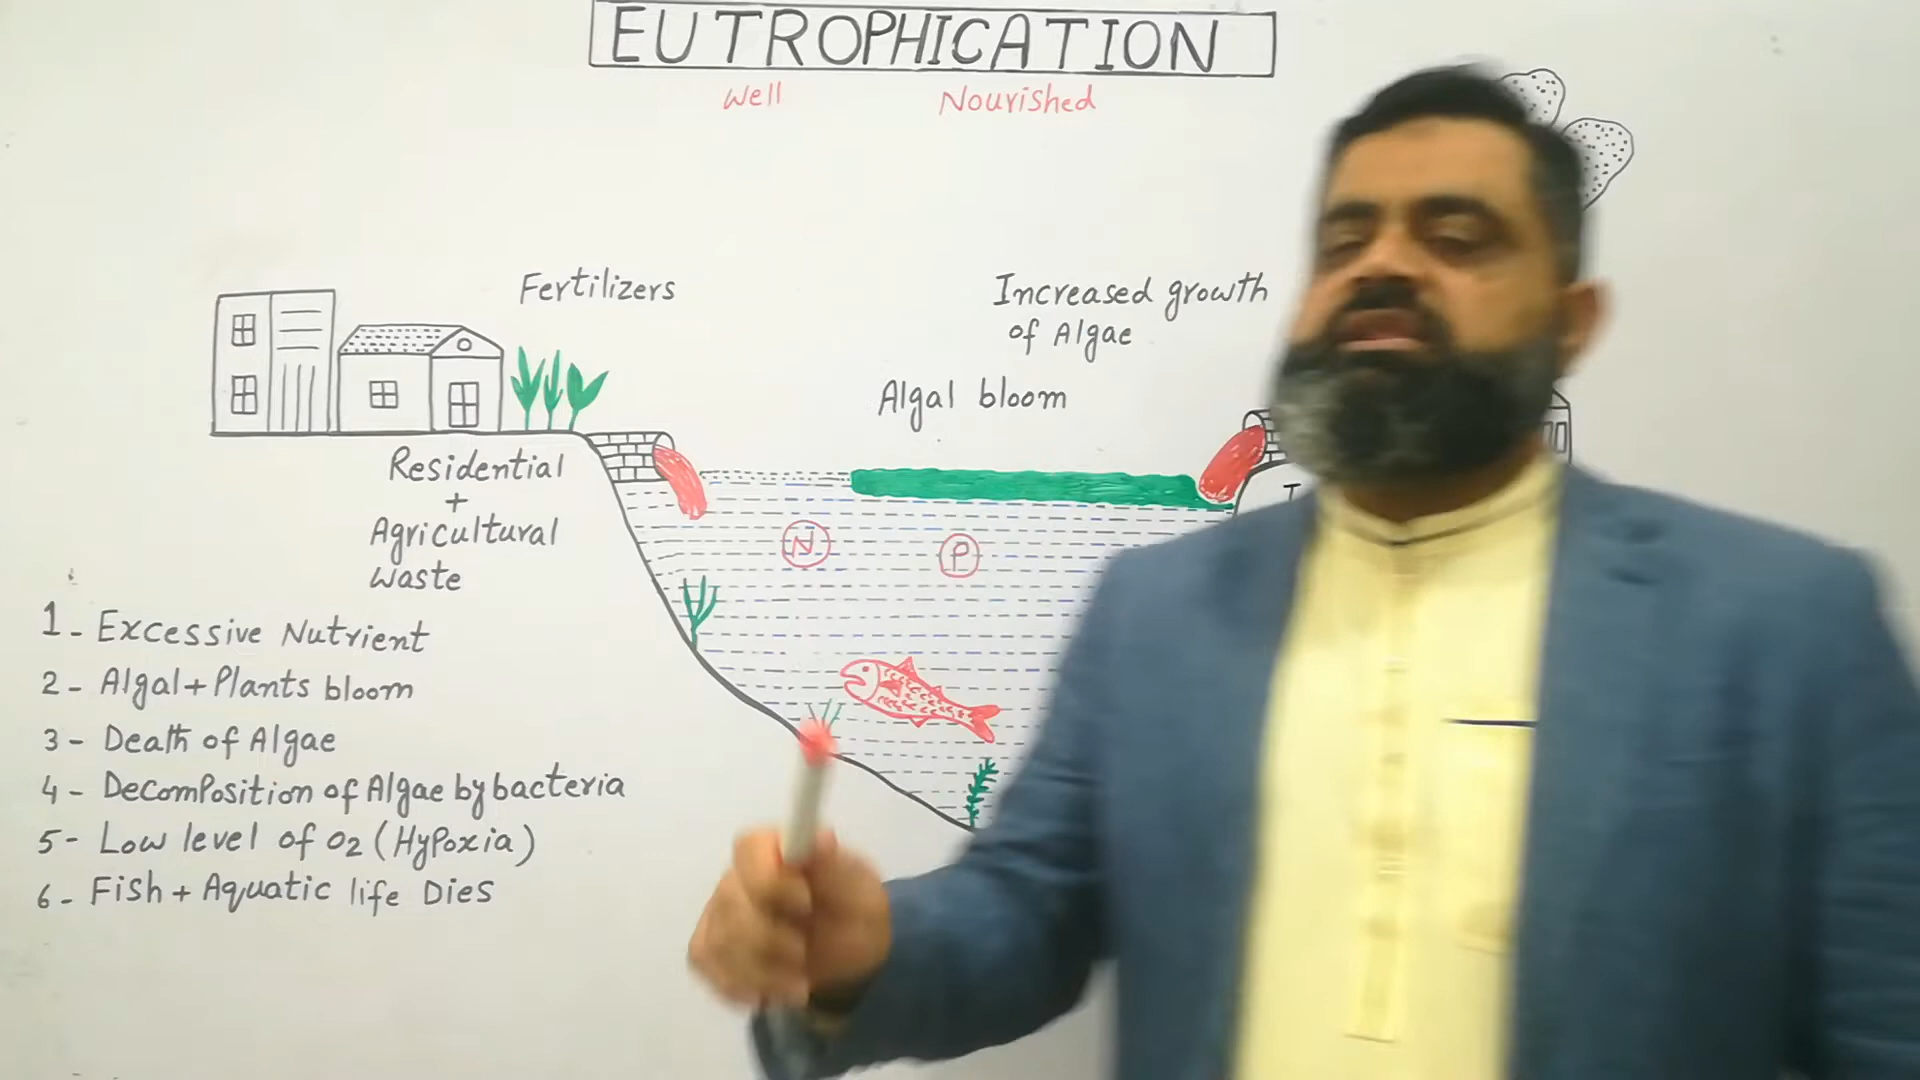 EUTROPHICATION
Well Nourished
Fertilizers
Increased growth
of Algae
Algal bloom
Residential
+
Agricultural
Waste
N
P
1- Excessive Nutrient
2- Algal+Plants bloom
3- Death of Algae
4- Decomposition of Algae by bacteria
5- Low level of O2 (Hypoxia)
6- Fish + Aquatic life Dies